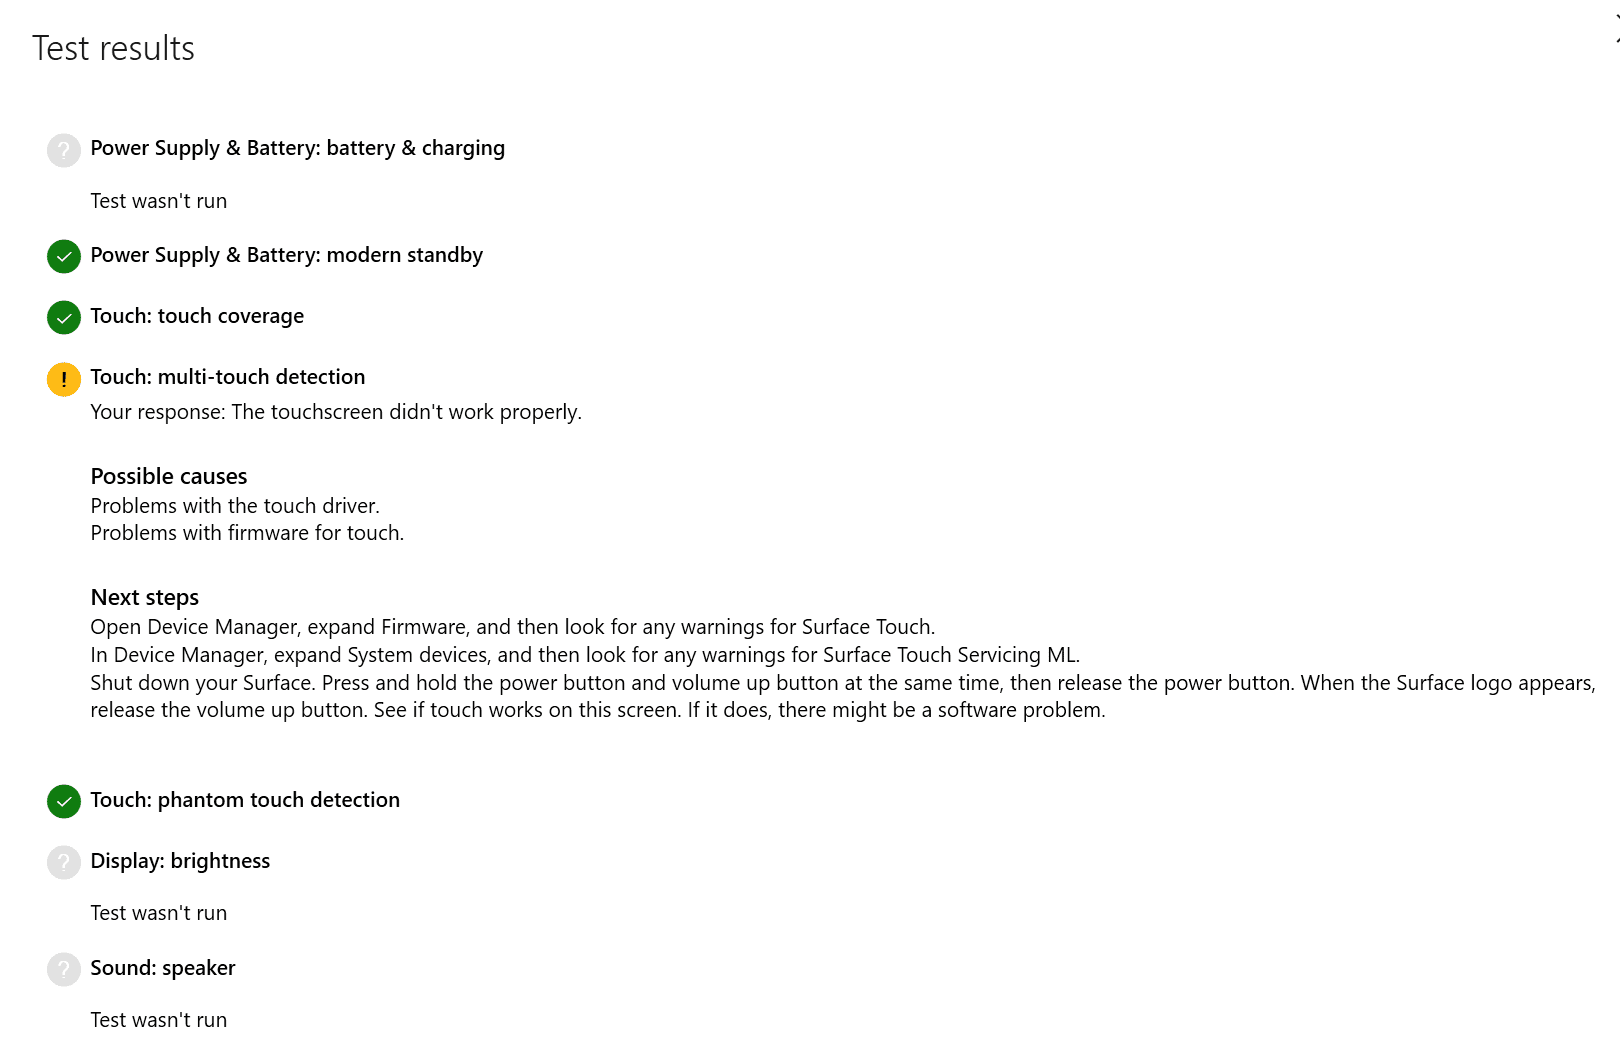 Test results
Power Supply & Battery: battery & charging
Test wasn't run
Power Supply & Battery: modern standby
Touch: touch coverage
Touch: multi-touch detection
Your response: The touchscreen didn't work properly.
Possible causes
Problems with the touch driver.
Problems with firmware for touch.
Next steps
Open Device Manager, expand Firmware, and then look for any warnings for Surface Touch.
In Device Manager, expand System devices, and then look for any warnings for Surface Touch Servicing ML.
Shut down your Surface. Press and hold the power button and volume up button at the same time, then release the power button. When the Surface logo appears,
release the volume up button. See if touch works on this screen. If it does, there might be a software problem.
Touch: phantom touch detection
Display: brightness
Test wasn't run
Sound: speaker
Test wasn't run